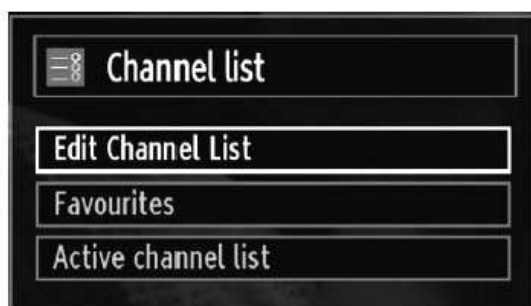 Channel list
Edit Channel List
Favourites
Active channel list